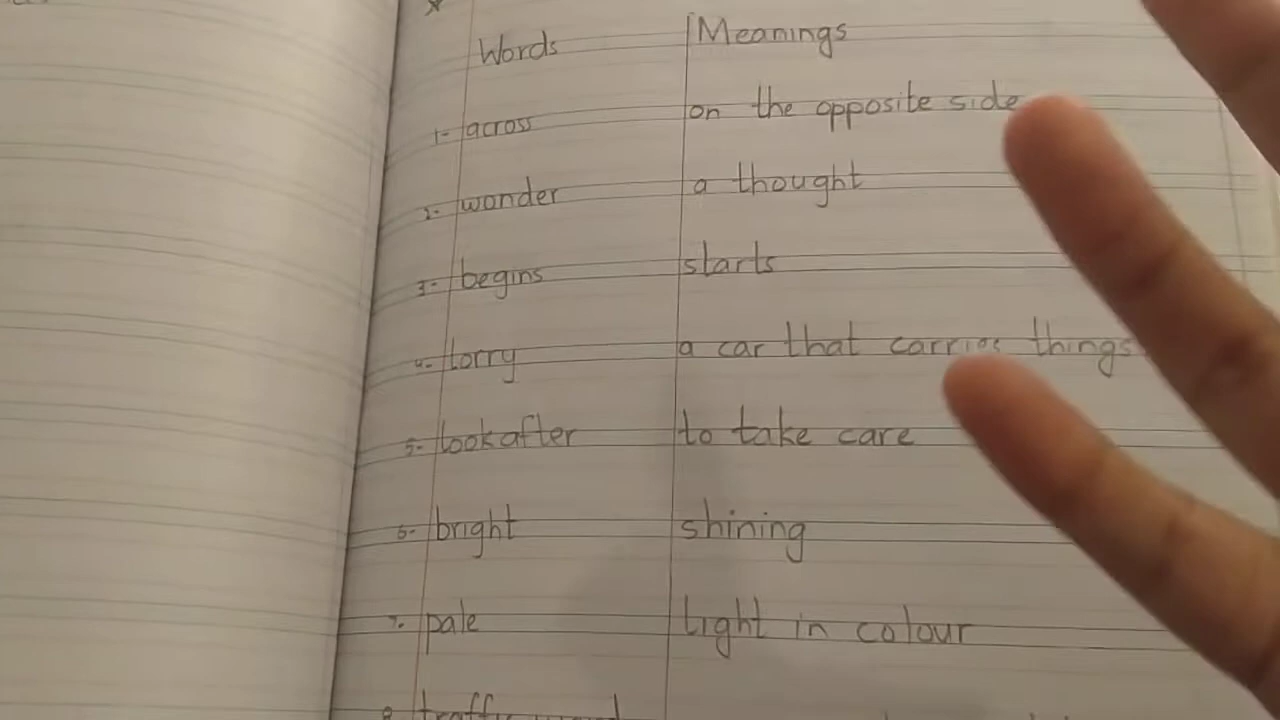 Words Meanings
1- across on the opposite side
2- wonder a thought
3- begins starts
4- lorry a car that carries things
5- look after to take care
6- bright shining
7- pale light in colour
8